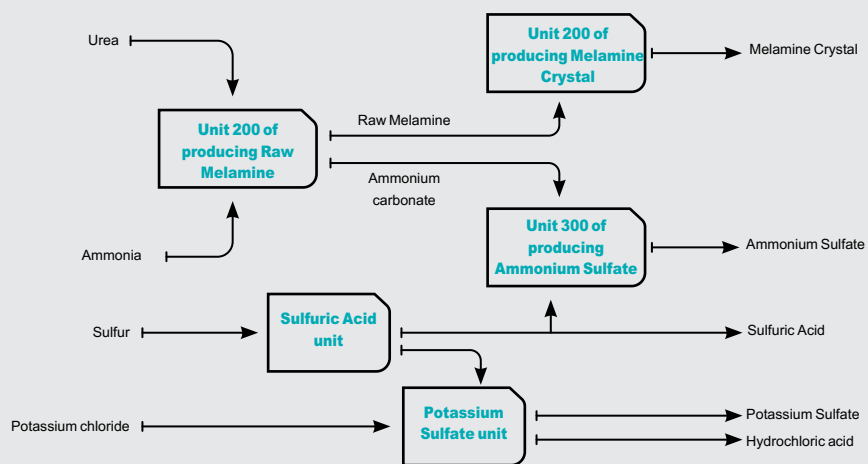 Urea
Unit 200 of
producing Melamine
Crystal
Melamine Crystal
Unit 200 of
producing Raw
Melamine
Raw Melamine
Ammonium
carbonate
Ammonia
Unit 300 of
producing
Ammonium Sulfate
Ammonium Sulfate
Sulfur
Sulfuric Acid
unit
Sulfuric Acid
Potassium chloride
Potassium
Sulfate unit
Potassium Sulfate
Hydrochloric acid